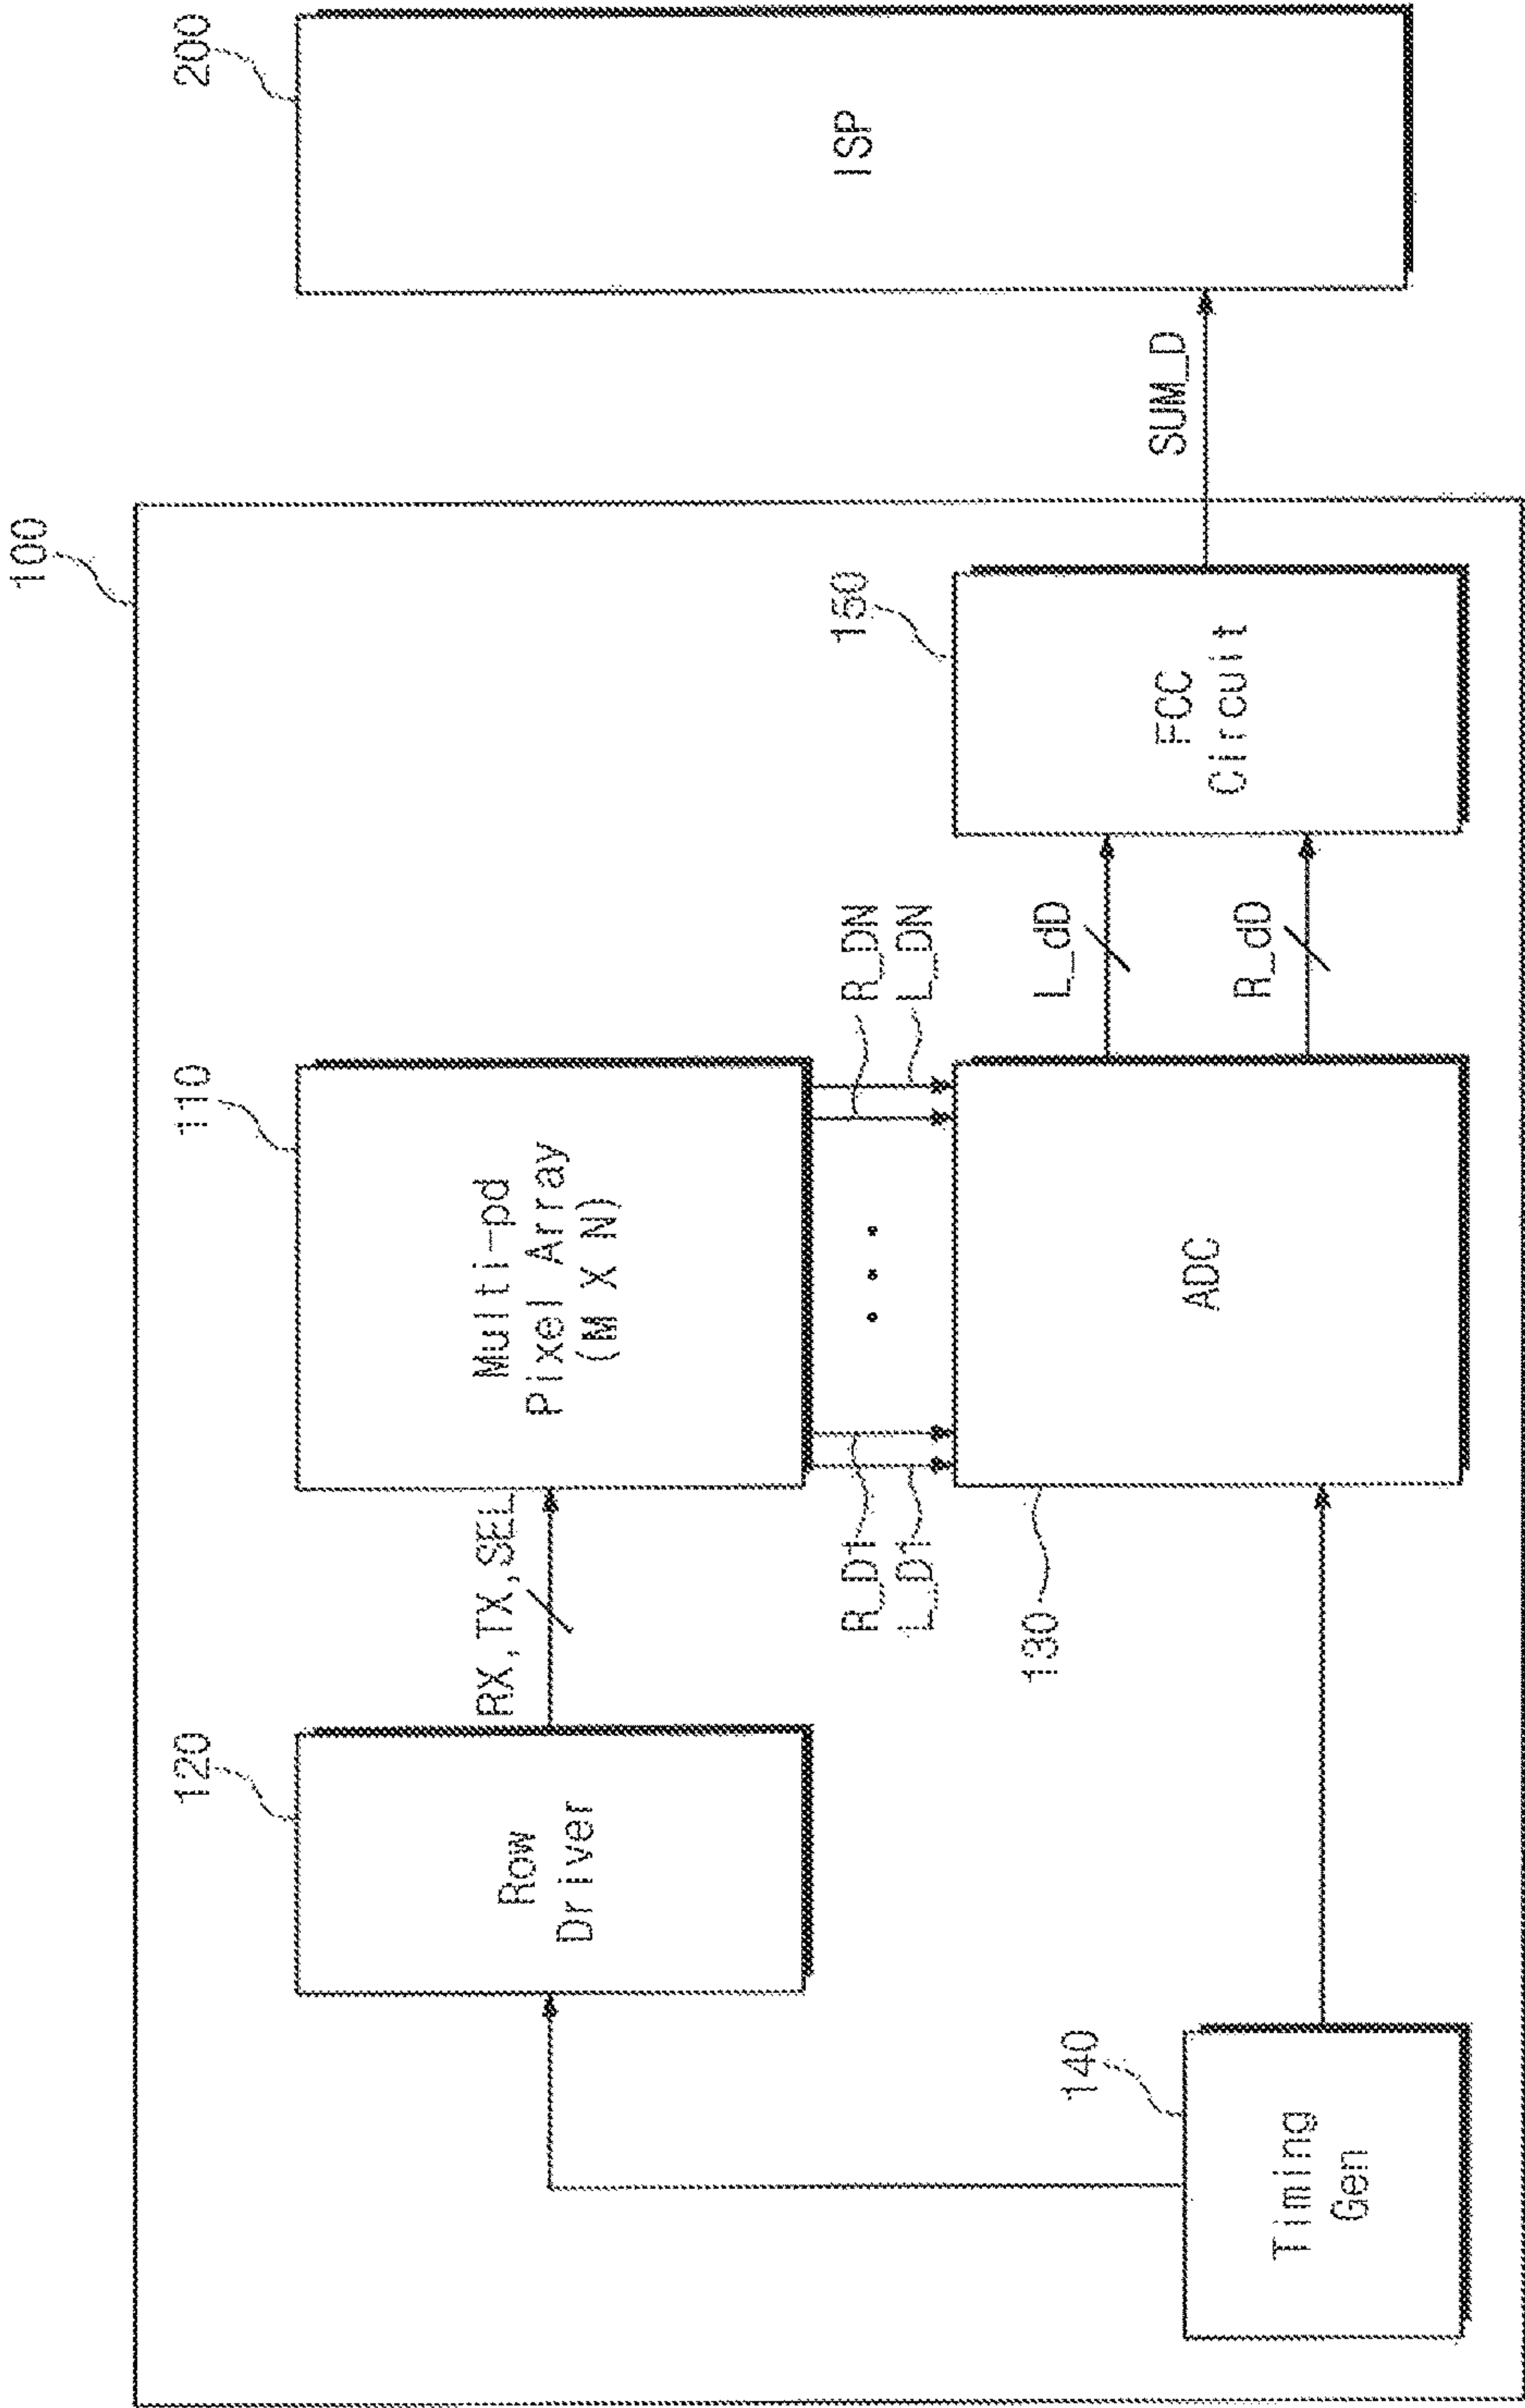 100
200
120
Row
Driver
RX,TX,SEL
110
Multi-pd
Pixel Array
(M X N)
ISP
R_D1
L_D1
R_DN
L_DN
130
ADC
L_dD
R_dD
150
FCC
Circuit
SUM_D
140
Timing
Gen